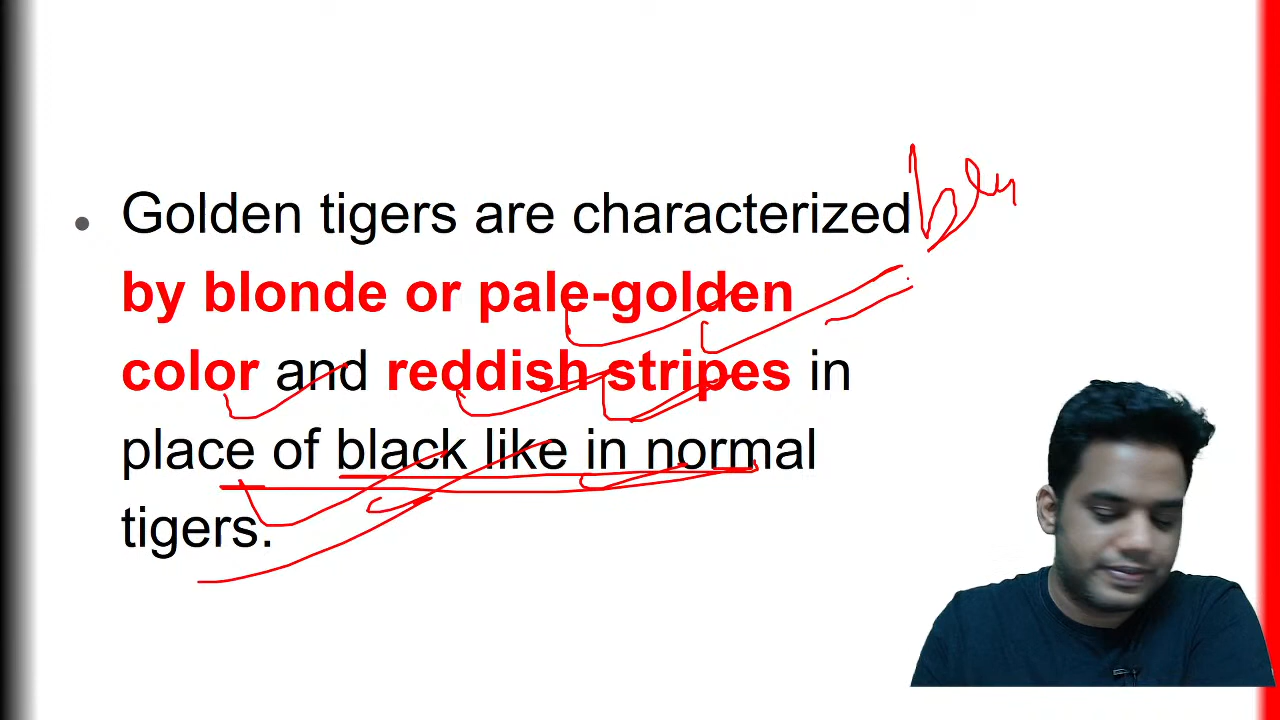 Golden tigers are characterized
by blonde or pale-golden
color and reddish stripes in
place of black like in normal
tigers.